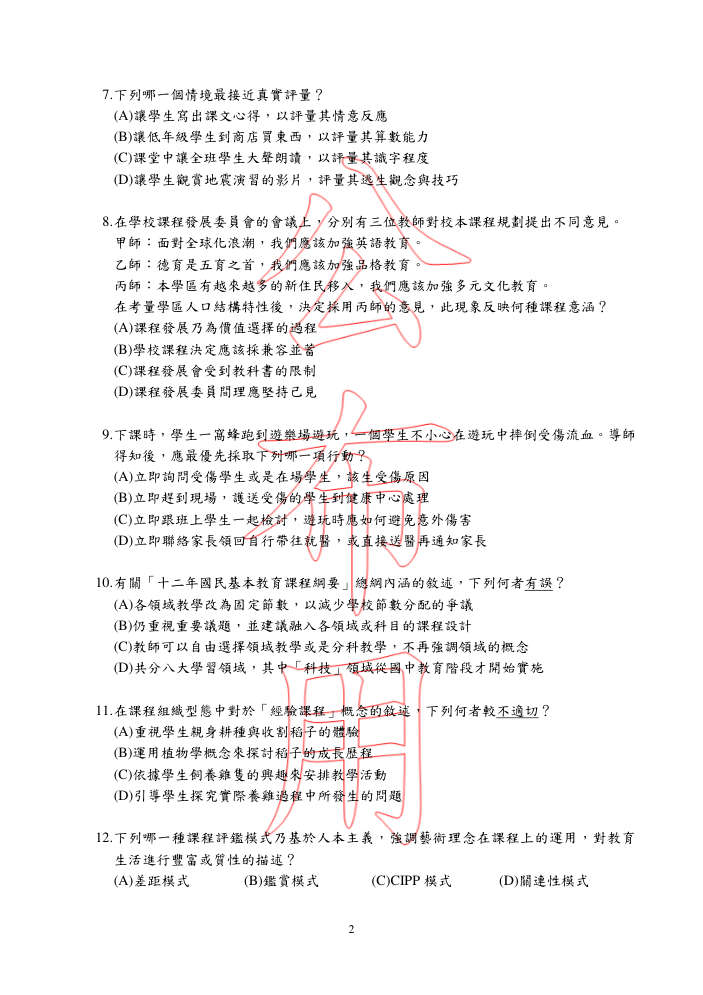 7.下列哪一個情境最接近真實評量？
(A)讓學生寫出課文心得，以評量其情意反應
(B)讓低年級學生到商店買東西，以評量其算數能力
(C)課堂中讓全班學生大聲朗讀，以評量其識字程度
(D)讓學生觀賞地震演習的影片，評量其逃生觀念與技巧
8.在學校課程發展委員會的會議上，分別有三位教師對校本課程規劃提出不同意見。
甲師：面對全球化浪潮，我們應該加強英語教育。
乙師：德育是五育之首，我們應該加強品格教育。
丙師：本學區有越來越多的新住民移入，我們應該加強多元文化教育。
在考量學區人口結構特性後，決定採用丙師的意見，此現象反映何種課程意涵？
(A)課程發展乃為價值選擇的過程
(B)學校課程決定應該採兼容並蓄
(C)課程發展會受到教科書的限制
(D)課程發展委員間理應堅持己見
9.下課時，學生一窩蜂跑到遊樂場遊玩，一個學生不小心在遊玩中摔倒受傷流血。導師
得知後，應最優先採取下列哪一項行動？
(A)立即詢問受傷學生或是在場學生，該生受傷原因
(B)立即趕到現場，護送受傷的學生到健康中心處理
(C)立即跟班上學生一起檢討，遊玩時應如何避免意外傷害
(D)立即聯絡家長領回自行帶往就醫，或直接送醫再通知家長
10.有關「十二年國民基本教育課程綱要」總綱內涵的敘述，下列何者有誤？
(A)各領域教學改為固定節數，以減少學校節數分配的爭議
(B)仍重視重要議題，並建議融入各領域或科目的課程設計
(C)教師可以自由選擇領域教學或是分科教學，不再強調領域的概念
(D)共分八大學習領域，其中「科技」領域從國中教育階段才開始實施
11.在課程組織型態中對於「經驗課程」概念的敘述，下列何者較不適切？
(A)重視學生親身耕種與收割稻子的體驗
(B)運用植物學概念來探討稻子的成長歷程
(C)依據學生飼養雞隻的興趣來安排教學活動
(D)引導學生探究實際養雞過程中所發生的問題
12.下列哪一種課程評鑑模式乃基於人本主義，強調藝術理念在課程上的運用，對教育
生活進行豐富或質性的描述？
(A)差距模式 (B)鑑賞模式 (C)CIPP 模式 (D)關連性模式
2
公布用